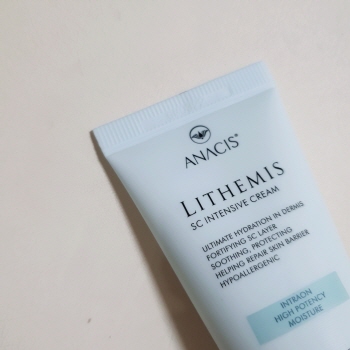 ANACIS®
LITHEMIS
SC INTENSIVE CREAM
ULTIMATE HYDRATION IN DERMIS
FORTIFYING SC LAYER
SOOTHING, PROTECTING
HELPING REPAIR SKIN BARRIER
HYPOALLERGENIC
INTRAON
HIGH POTENCY
MOISTURE